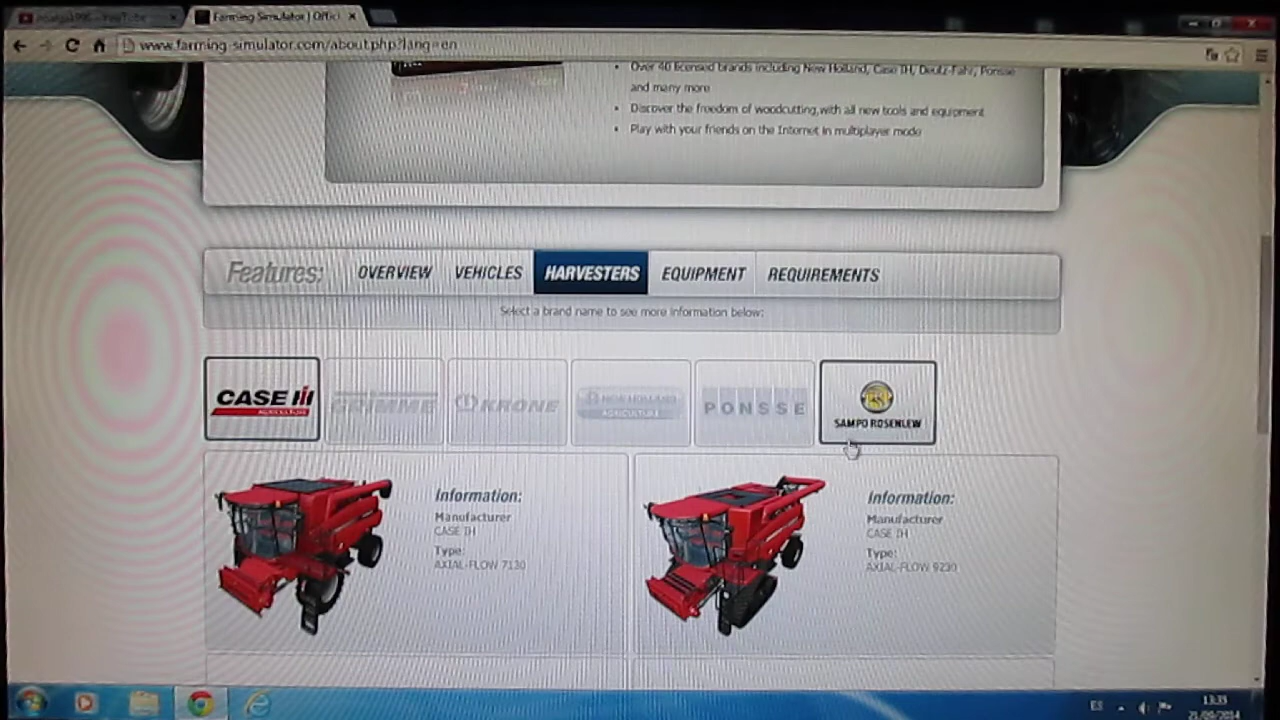 Farming Simulator | Offici
www.farming-simulator.com/about.php?lang=en
Over 40 licensed brands including New Holland, Case IH, Deutz-Fahr, Ponsse
and many more
Discover the freedom of woodcutting with all new tools and equipment
Play with your friends on the Internet in multiplayer mode
Features: OVERVIEW VEHICLES HARVESTERS EQUIPMENT REQUIREMENTS
Select a brand name to see more information below:
CASE IH
AGRICULTURE
GRIMME
KRONE
NEW HOLLAND
AGRICULTURE
PONSSE
SAMPO ROSENLEW
Information:
Manufacturer
CASE IH
Type:
AXIAL-FLOW 7130
Information:
Manufacturer
CASE IH
Type:
AXIAL-FLOW 9230
ES
13:35